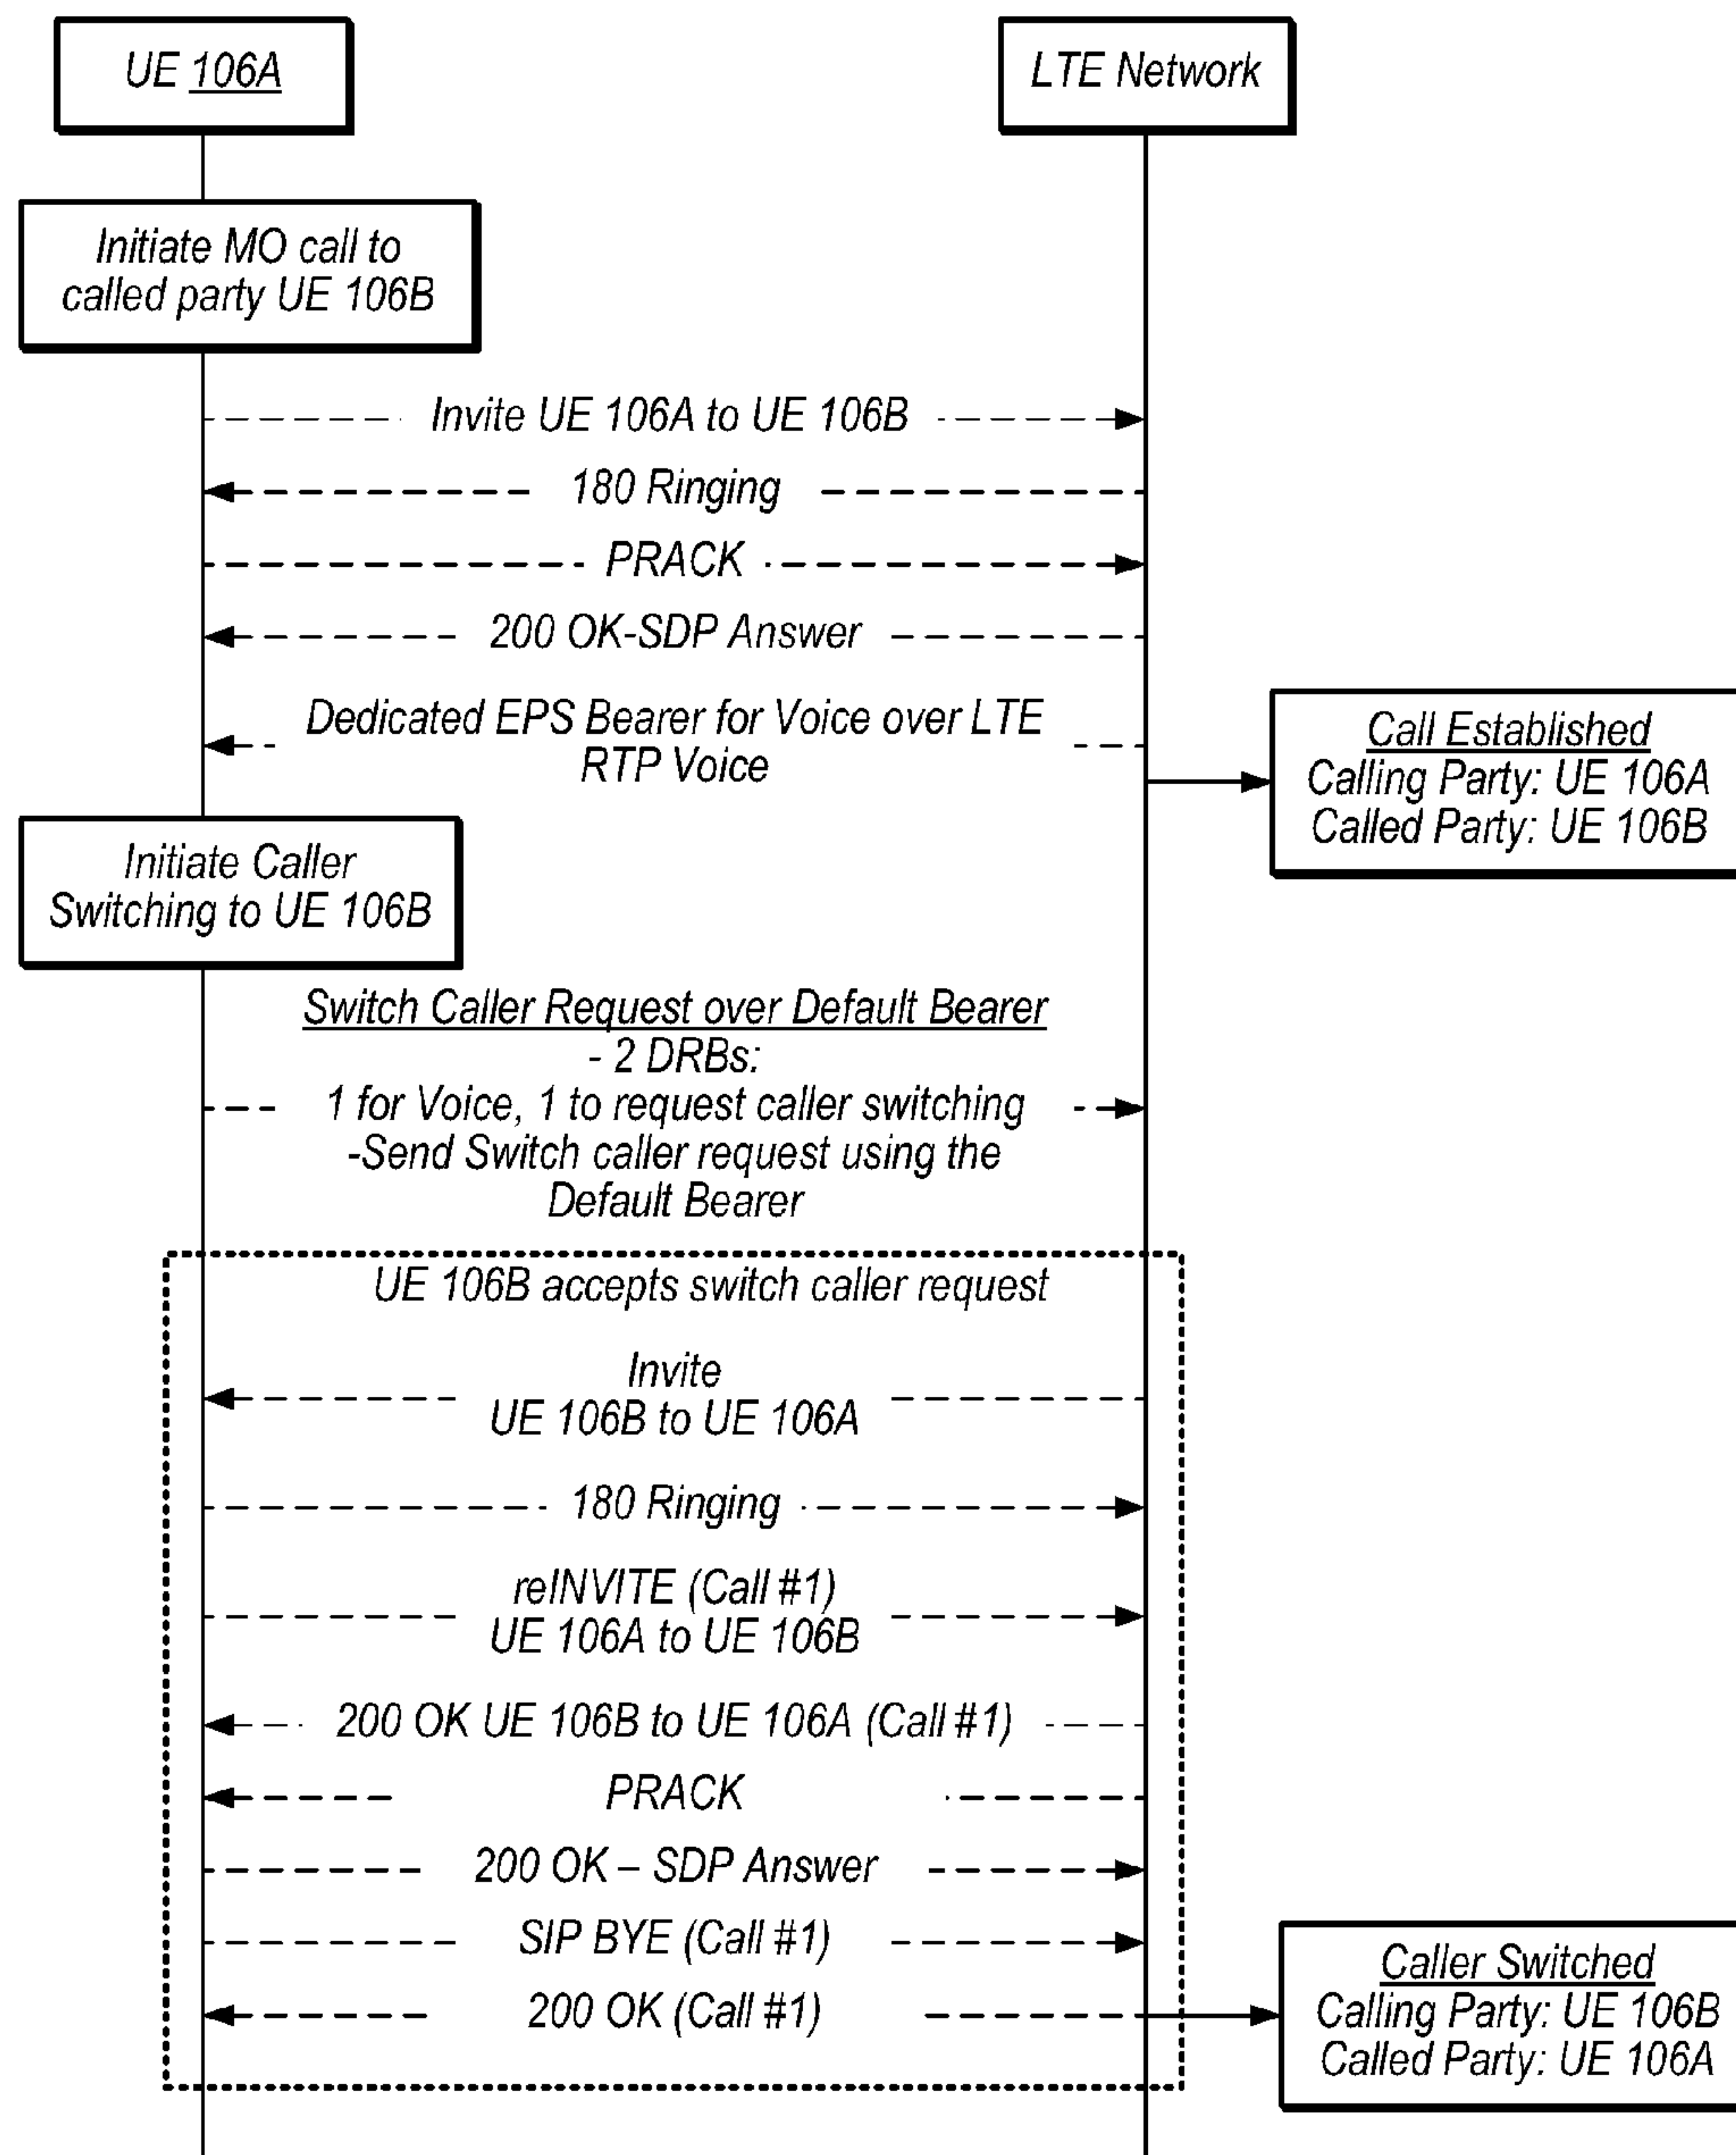 UE 106A
LTE Network
Initiate MO call to
called party UE 106B
Invite UE 106A to UE 106B
180 Ringing
PRACK
200 OK-SDP Answer
Dedicated EPS Bearer for Voice over LTE
RTP Voice
Call Established
Calling Party: UE 106A
Called Party: UE 106B
Initiate Caller
Switching to UE 106B
Switch Caller Request over Default Bearer
- 2 DRBs:
1 for Voice, 1 to request caller switching
-Send Switch caller request using the
Default Bearer
UE 106B accepts switch caller request
Invite
UE 106B to UE 106A
180 Ringing
reINVITE (Call #1)
UE 106A to UE 106B
200 OK UE 106B to UE 106A (Call #1)
PRACK
200 OK – SDP Answer
SIP BYE (Call #1)
200 OK (Call #1)
Caller Switched
Calling Party: UE 106B
Called Party: UE 106A